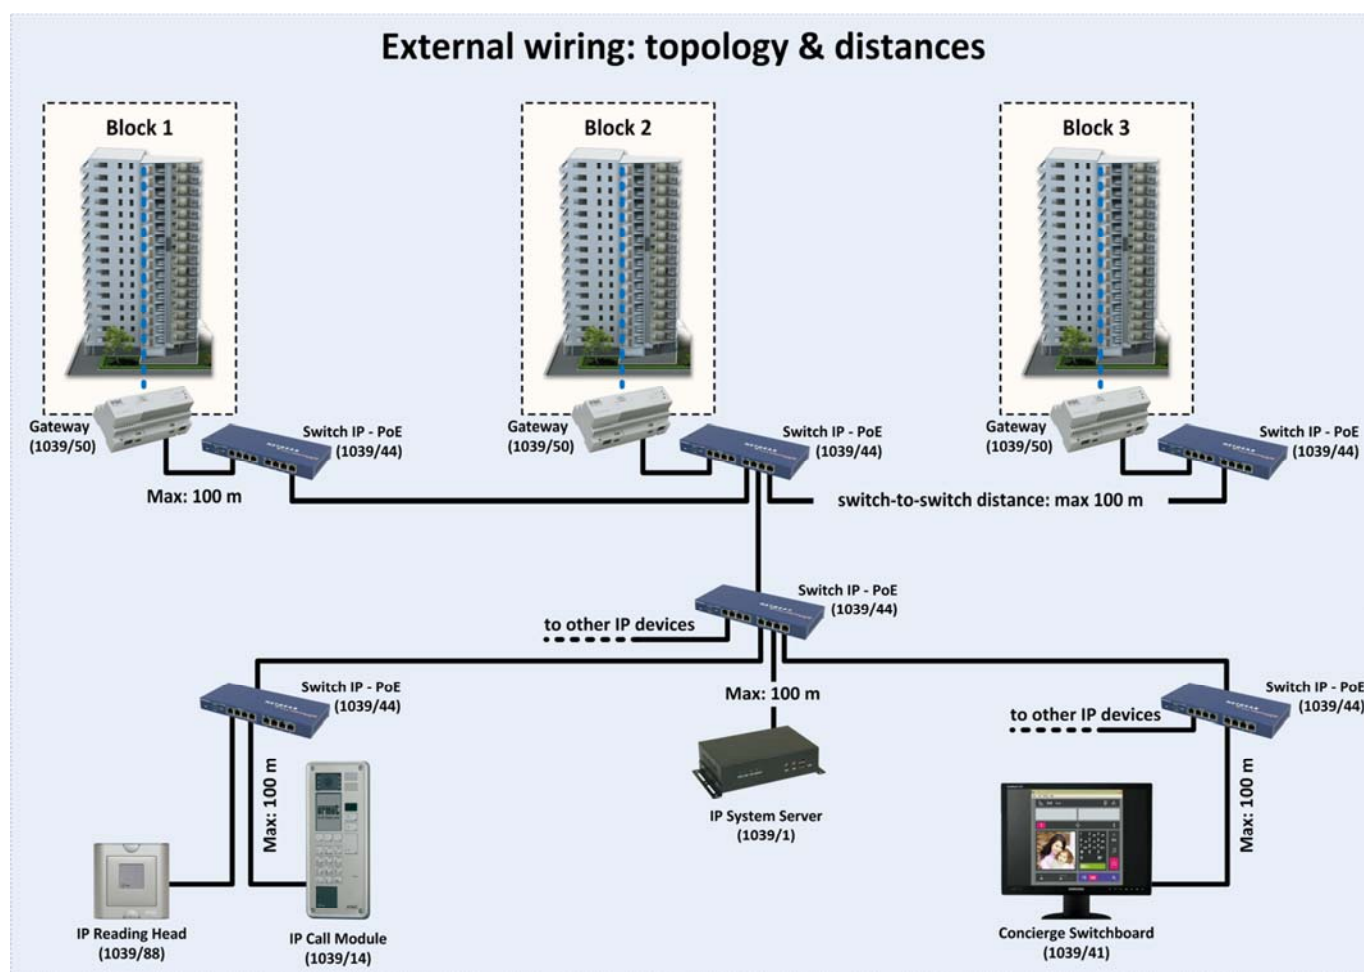 External wiring: topology & distances
Block 1
Block 2
Block 3
Gateway
(1039/50)
Switch IP - PoE
(1039/44)
Gateway
(1039/50)
Switch IP - PoE
(1039/44)
Gateway
(1039/50)
Switch IP - PoE
(1039/44)
Max: 100 m
switch-to-switch distance: max 100 m
Switch IP - PoE
(1039/44)
to other IP devices
Switch IP - PoE
(1039/44)
Max: 100 m
Switch IP - PoE
(1039/44)
to other IP devices
Max: 100 m
Max: 100 m
IP System Server
(1039/1)
IP Reading Head
(1039/88)
IP Call Module
(1039/14)
Concierge Switchboard
(1039/41)